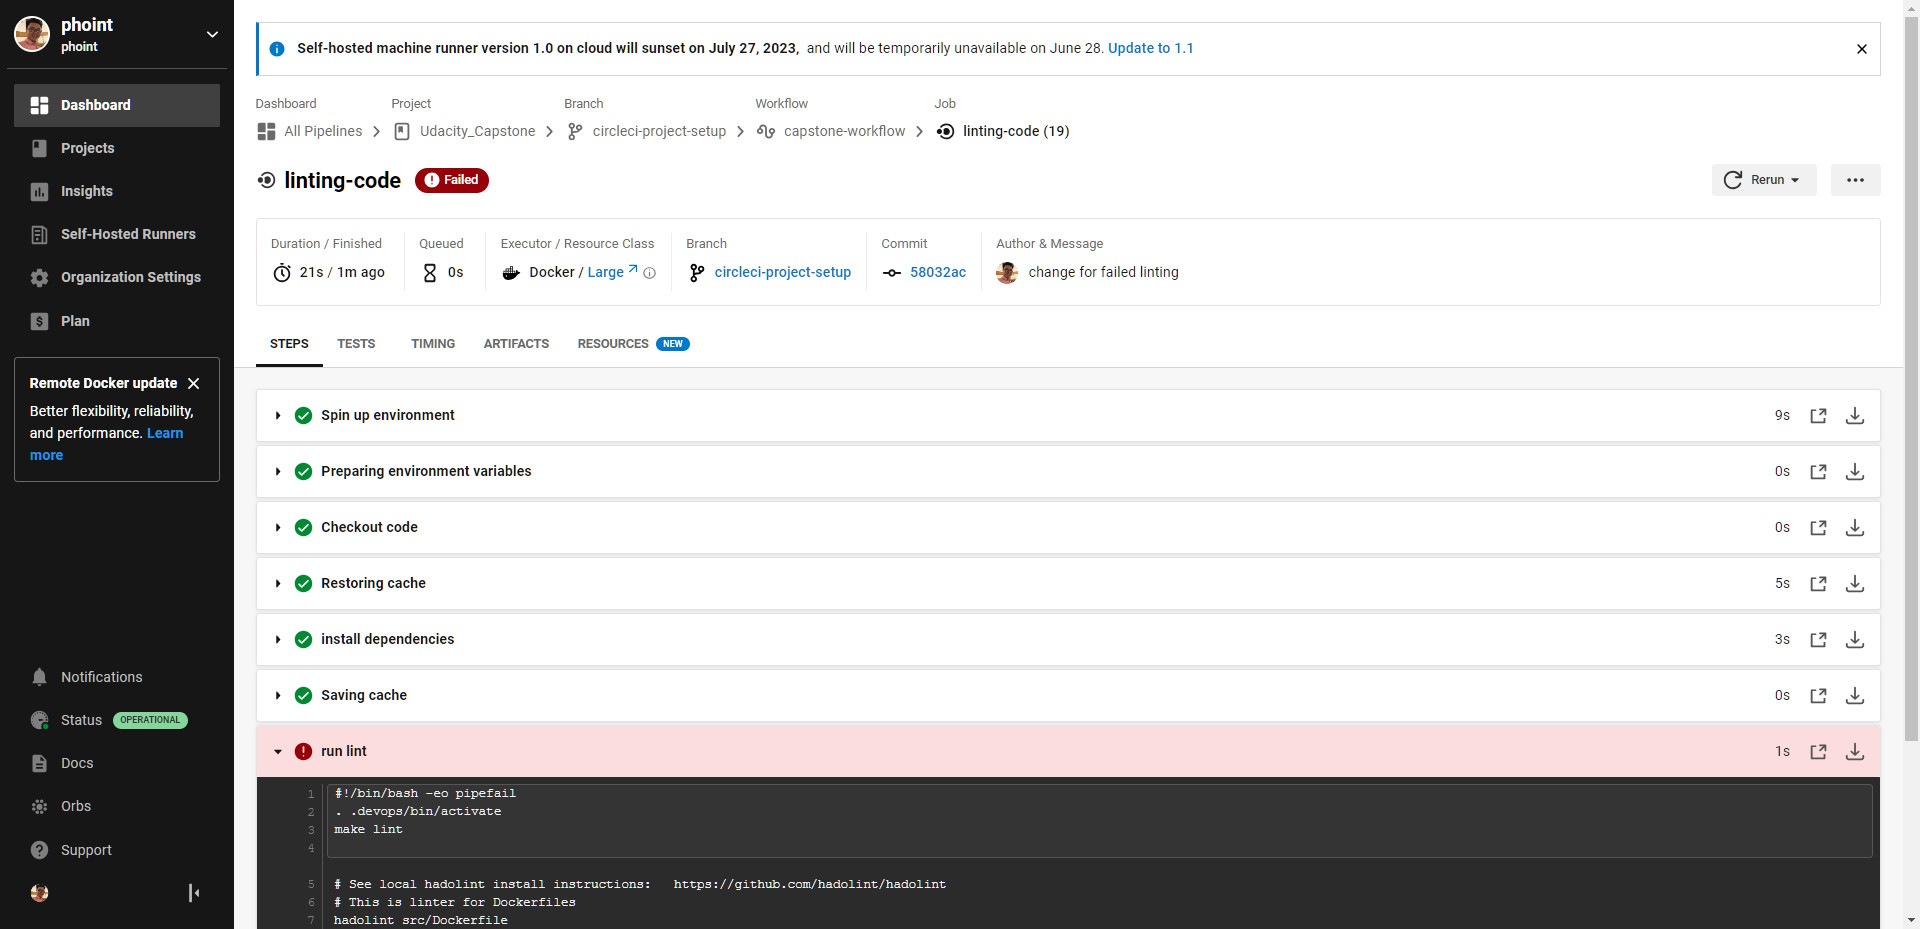 phoint
phoint
Dashboard
Projects
Insights
Self-Hosted Runners
Organization Settings
Plan
Remote Docker update
Better flexibility, reliability,
and performance. Learn
more
Notifications
Status OPERATIONAL
Docs
Orbs
Support
Self-hosted machine runner version 1.0 on cloud will sunset on July 27, 2023, and will be temporarily unavailable on June 28. Update to 1.1
Dashboard Project Branch Workflow Job
All Pipelines Udacity_Capstone circleci-project-setup capstone-workflow linting-code (19)
linting-code Failed
Rerun
Duration / Finished Queued Executor / Resource Class Branch Commit Author & Message
21s / 1m ago 0s Docker / Large circleci-project-setup 58032ac change for failed linting
STEPS TESTS TIMING ARTIFACTS RESOURCES NEW
Spin up environment 9s
Preparing environment variables 0s
Checkout code 0s
Restoring cache 5s
install dependencies 3s
Saving cache 0s
run lint 1s
1 #!/bin/bash -eo pipefail
2 . .devops/bin/activate
3 make lint
4
5 # See local hadolint install instructions:   https://github.com/hadolint/hadolint
6 # This is linter for Dockerfiles
7 hadolint src/Dockerfile